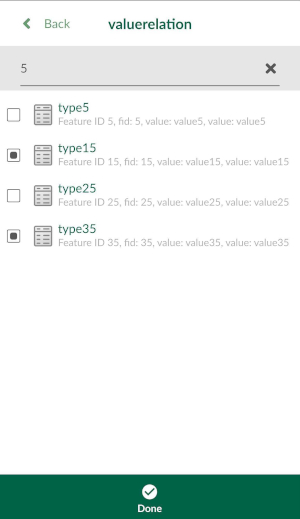 Back valuerelation
5
type5
Feature ID 5, fid: 5, value: value5, value: value5
type15
Feature ID 15, fid: 15, value: value15, value: value15
type25
Feature ID 25, fid: 25, value: value25, value: value25
type35
Feature ID 35, fid: 35, value: value35, value: value35
Done